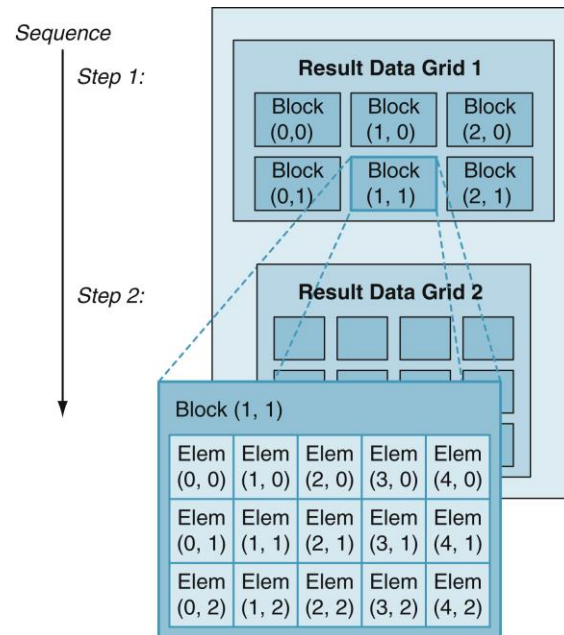 Sequence
Step 1:
Result Data Grid 1
Block
(0,0)
Block
(1, 0)
Block
(2, 0)
Block
(0,1)
Block
(1, 1)
Block
(2, 1)
Step 2:
Result Data Grid 2
Block (1, 1)
Elem
(0, 0)
Elem
(1, 0)
Elem
(2, 0)
Elem
(3, 0)
Elem
(4, 0)
Elem
(0, 1)
Elem
(1, 1)
Elem
(2, 1)
Elem
(3, 1)
Elem
(4, 1)
Elem
(0, 2)
Elem
(1, 2)
Elem
(2, 2)
Elem
(3, 2)
Elem
(4, 2)